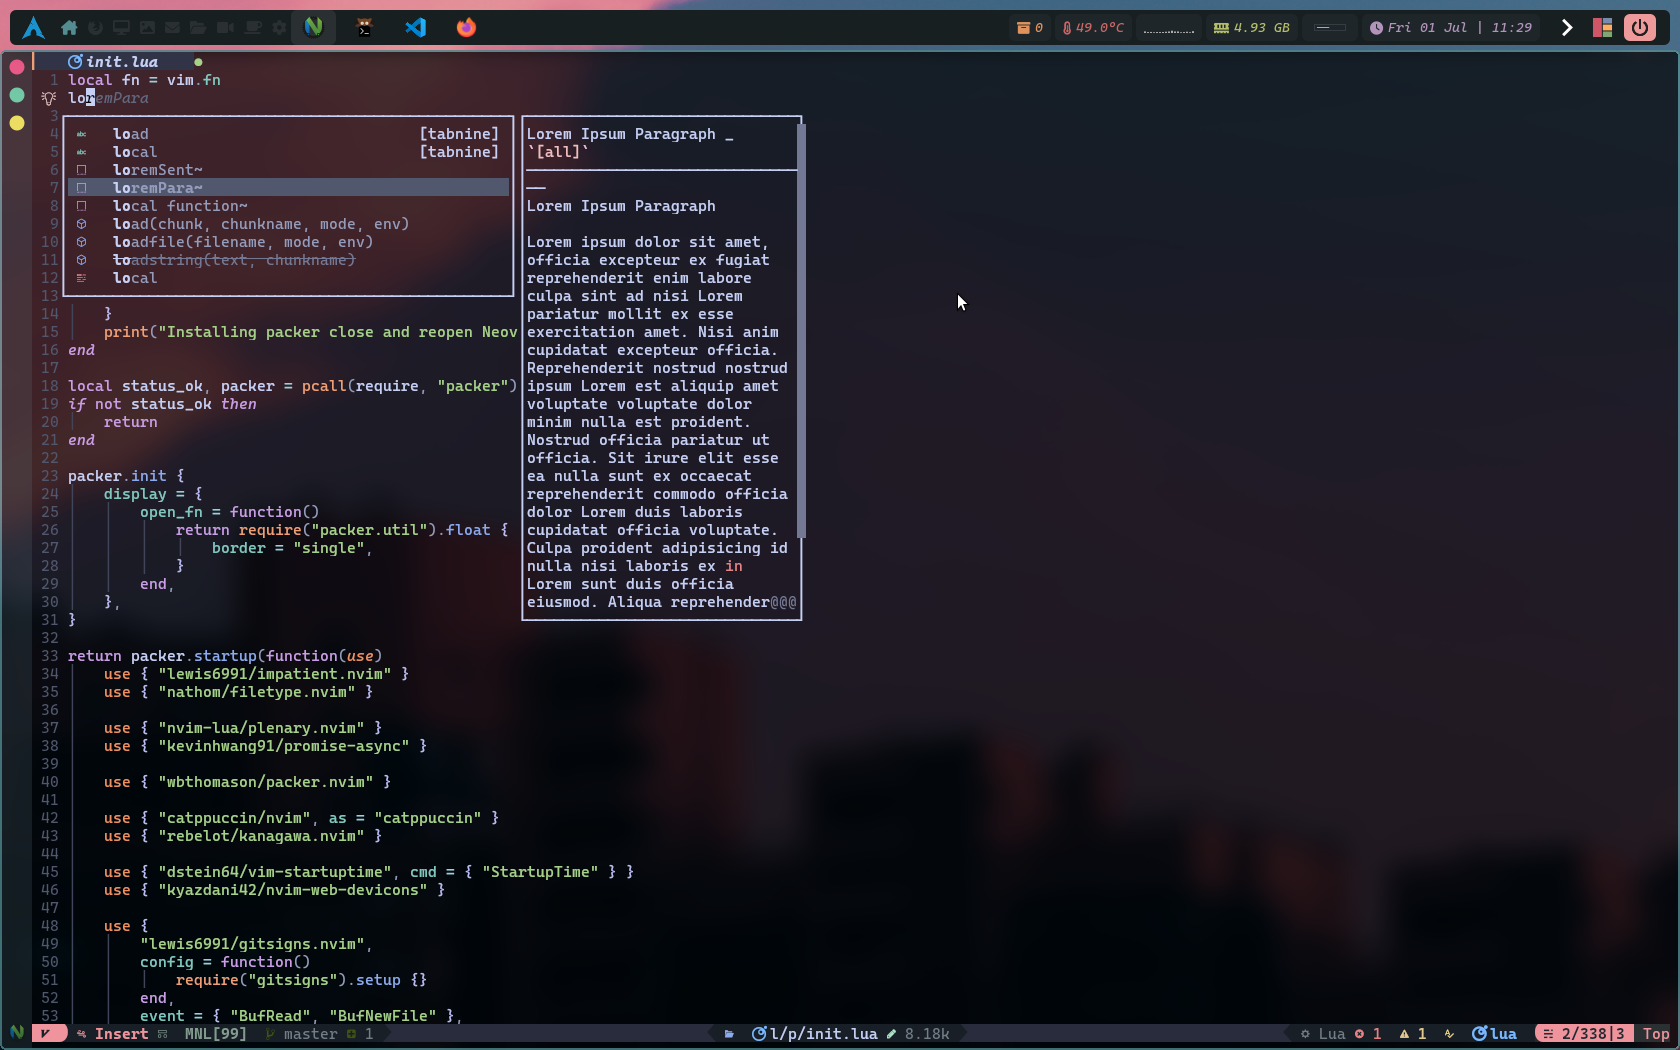 0 49.0°C 4.93 GB Fri 01 Jul | 11:29
init.lua
1 local fn = vim.fn
loremPara
3
4 load [tabnine]
5 local [tabnine]
6 loremSent~
7 loremPara~
8 local function~
9 load(chunk, chunkname, mode, env)
10 loadfile(filename, mode, env)
11 loadstring(text, chunkname)
12 local
13
Lorem Ipsum Paragraph _
`[all]`
Lorem Ipsum Paragraph
Lorem ipsum dolor sit amet,
officia excepteur ex fugiat
reprehenderit enim labore
culpa sint ad nisi Lorem
pariatur mollit ex esse
exercitation amet. Nisi anim
cupidatat excepteur officia.
Reprehenderit nostrud nostrud
ipsum Lorem est aliquip amet
voluptate voluptate dolor
minim nulla est proident.
Nostrud officia pariatur ut
officia. Sit irure elit esse
ea nulla sunt ex occaecat
reprehenderit commodo officia
dolor Lorem duis laboris
cupidatat officia voluptate.
Culpa proident adipisicing id
nulla nisi laboris ex in
Lorem sunt duis officia
eiusmod. Aliqua reprehender@@@
14 }
15 print("Installing packer close and reopen Neov
16 end
17
18 local status_ok, packer = pcall(require, "packer")
19 if not status_ok then
20 return
21 end
22
23 packer.init {
24 display = {
25 open_fn = function()
26 return require("packer.util").float {
27 border = "single",
28 }
29 end,
30 },
31 }
32
33 return packer.startup(function(use)
34 use { "lewis6991/impatient.nvim" }
35 use { "nathom/filetype.nvim" }
36
37 use { "nvim-lua/plenary.nvim" }
38 use { "kevinhwang91/promise-async" }
39
40 use { "wbthomason/packer.nvim" }
41
42 use { "catppuccin/nvim", as = "catppuccin" }
43 use { "rebelot/kanagawa.nvim" }
44
45 use { "dstein64/vim-startuptime", cmd = { "StartupTime" } }
46 use { "kyazdani42/nvim-web-devicons" }
47
48 use {
49 "lewis6991/gitsigns.nvim",
50 config = function()
51 require("gitsigns").setup {}
52 end,
53 event = { "BufRead", "BufNewFile" },
Insert MNL[99] master 1 l/p/init.lua 8.18k Lua 1 1 lua 2/338|3 Top